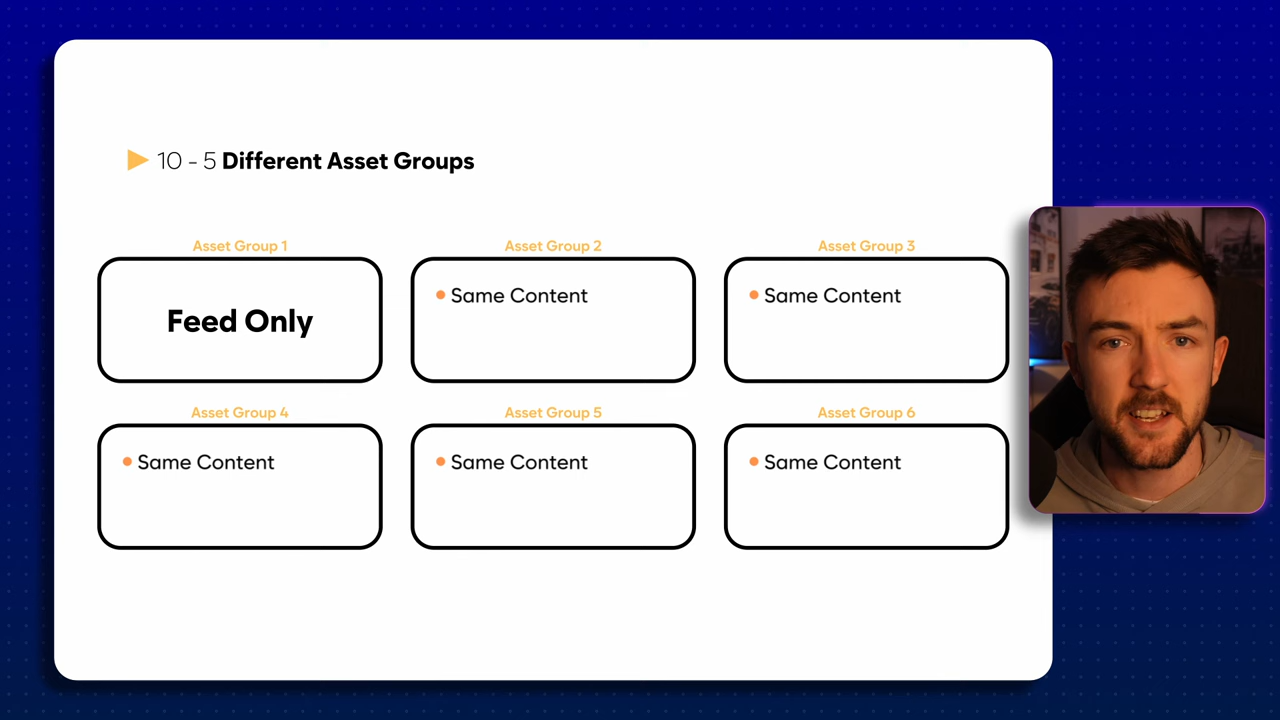 10 - 5 Different Asset Groups
Asset Group 1
Feed Only
Asset Group 2
Same Content
Asset Group 3
Same Content
Asset Group 4
Same Content
Asset Group 5
Same Content
Asset Group 6
Same Content